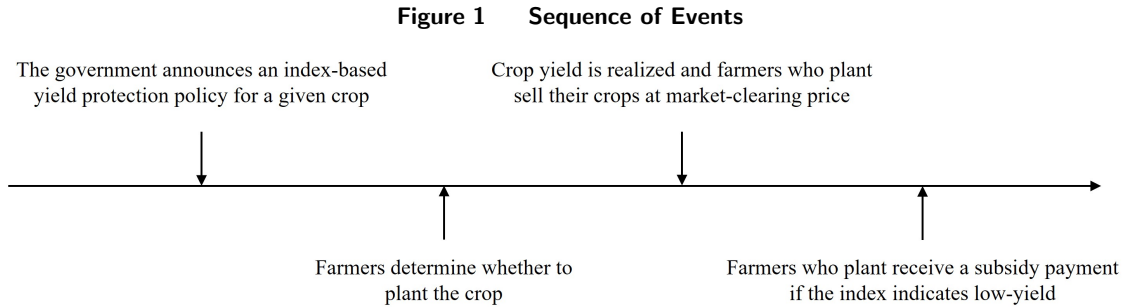 Figure 1 Sequence of Events
The government announces an index-based
yield protection policy for a given crop
Crop yield is realized and farmers who plant
sell their crops at market-clearing price
Farmers determine whether to
plant the crop
Farmers who plant receive a subsidy payment
if the index indicates low-yield